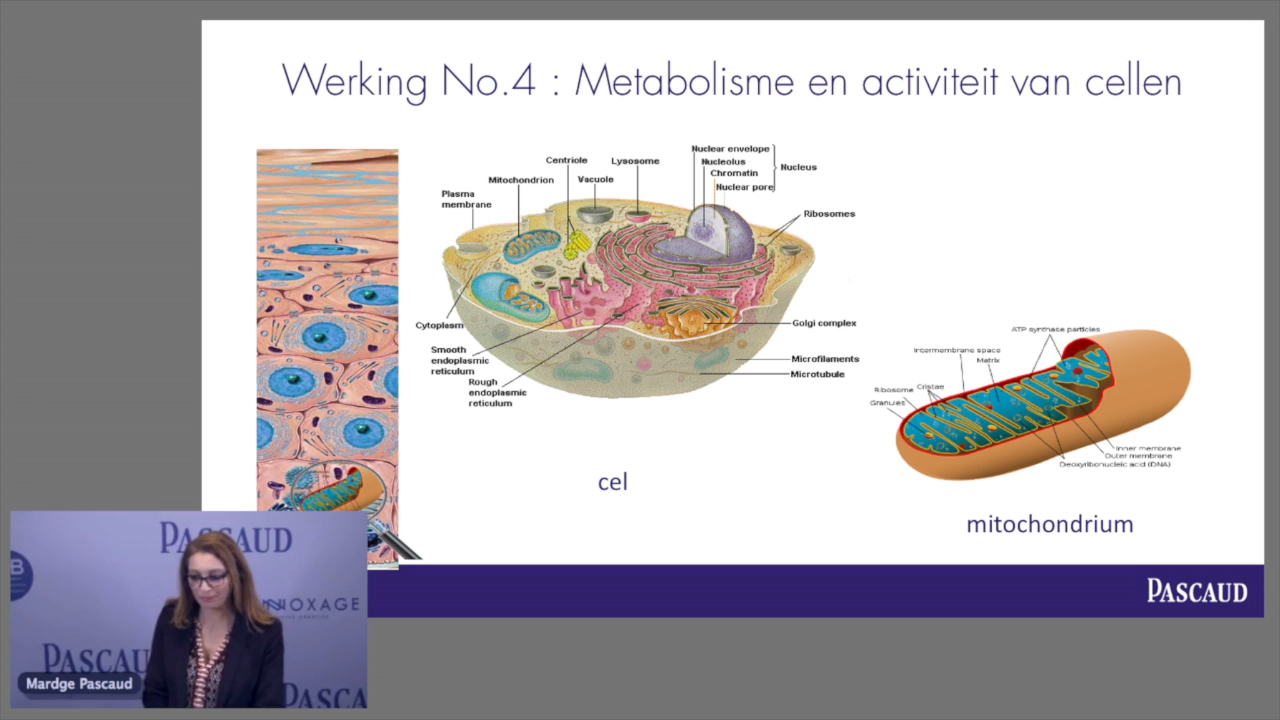 Werking No.4 : Metabolisme en activiteit van cellen
Nuclear envelope
Nucleolus
Chromatin
Nuclear pore
Nucleus
Centriole
Lysosome
Mitochondrion
Vacuole
Plasma
membrane
Ribosomes
Cytoplasm
Golgi complex
Smooth
endoplasmic
reticulum
Microfilaments
Microtubule
Rough
endoplasmic
reticulum
cel
ATP synthase particles
Intermembrane space
Matrix
Ribosome
Cristae
Granules
Inner membrane
Outer membrane
Deoxyribonucleic acid (DNA)
mitochondrium
PASCAUD
PASCAUD
B
NOXAGE
PASCAU
PASCA
Mardge Pascaud